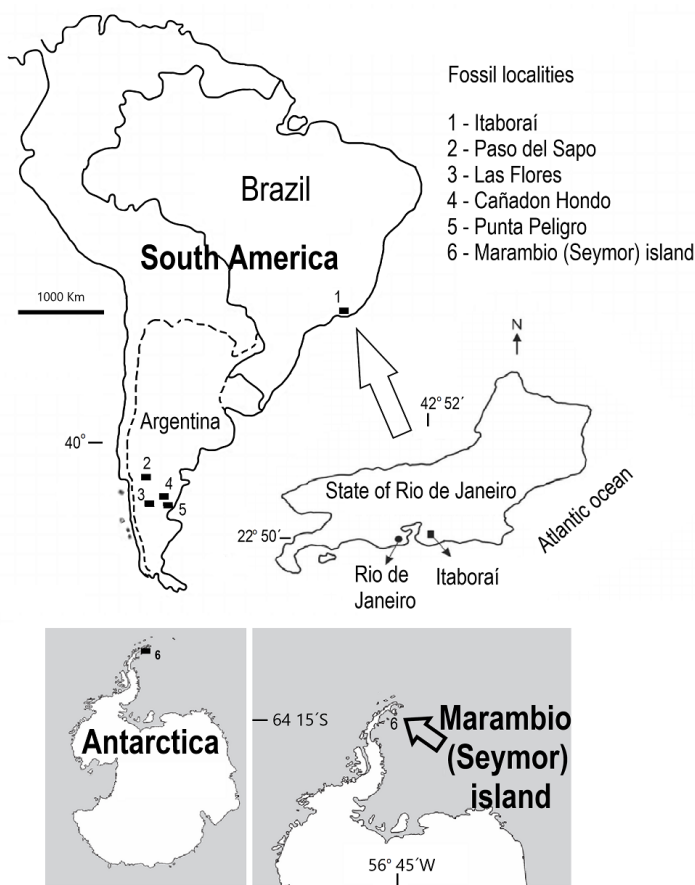 Fossil localities
1 - Itaboraí
2 - Paso del Sapo
3 - Las Flores
4 - Cañadon Hondo
5 - Punta Peligro
6 - Marambio (Seymor) island
Brazil
South America
1000 Km
1
N
42° 52´
Argentina
40°
2
4
3
5
State of Rio de Janeiro
Atlantic ocean
22° 50´
Rio de
Janeiro
Itaboraí
6
Antarctica
64 15´S
6
Marambio
(Seymor)
island
56° 45´W